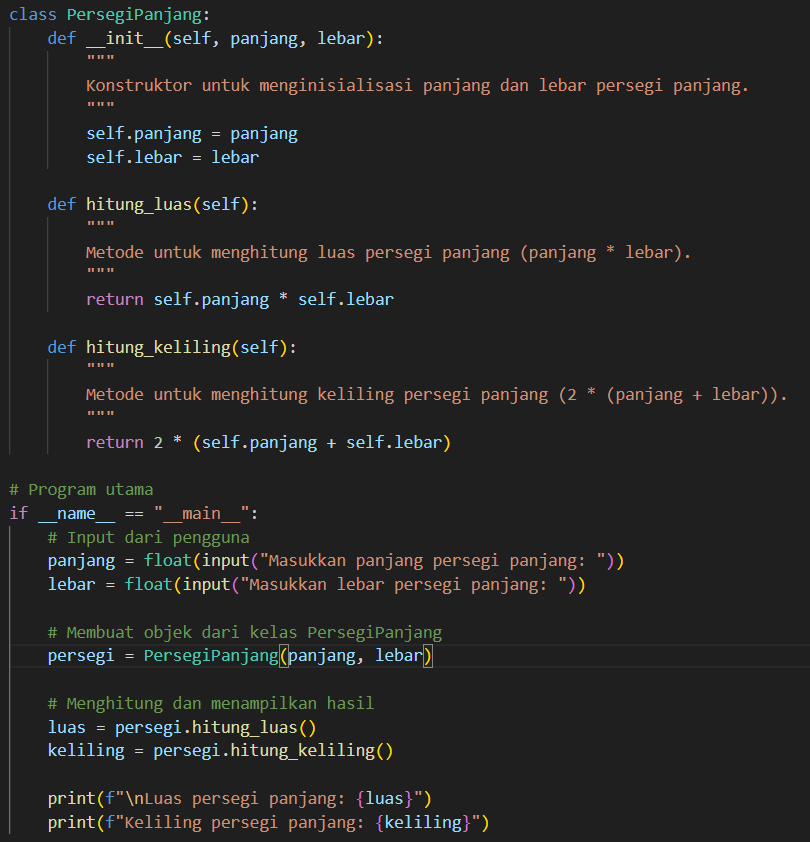 class PersegiPanjang:
    def __init__(self, panjang, lebar):
        """
        Konstruktor untuk menginisialisasi panjang dan lebar persegi panjang.
        """
        self.panjang = panjang
        self.lebar = lebar

    def hitung_luas(self):
        """
        Metode untuk menghitung luas persegi panjang (panjang * lebar).
        """
        return self.panjang * self.lebar

    def hitung_keliling(self):
        """
        Metode untuk menghitung keliling persegi panjang (2 * (panjang + lebar)).
        """
        return 2 * (self.panjang + self.lebar)

# Program utama
if __name__ == "__main__":
    # Input dari pengguna
    panjang = float(input("Masukkan panjang persegi panjang: "))
    lebar = float(input("Masukkan lebar persegi panjang: "))

    # Membuat objek dari kelas PersegiPanjang
    persegi = PersegiPanjang(panjang, lebar)

    # Menghitung dan menampilkan hasil
    luas = persegi.hitung_luas()
    keliling = persegi.hitung_keliling()

    print(f"\nLuas persegi panjang: {luas}")
    print(f"Keliling persegi panjang: {keliling}")